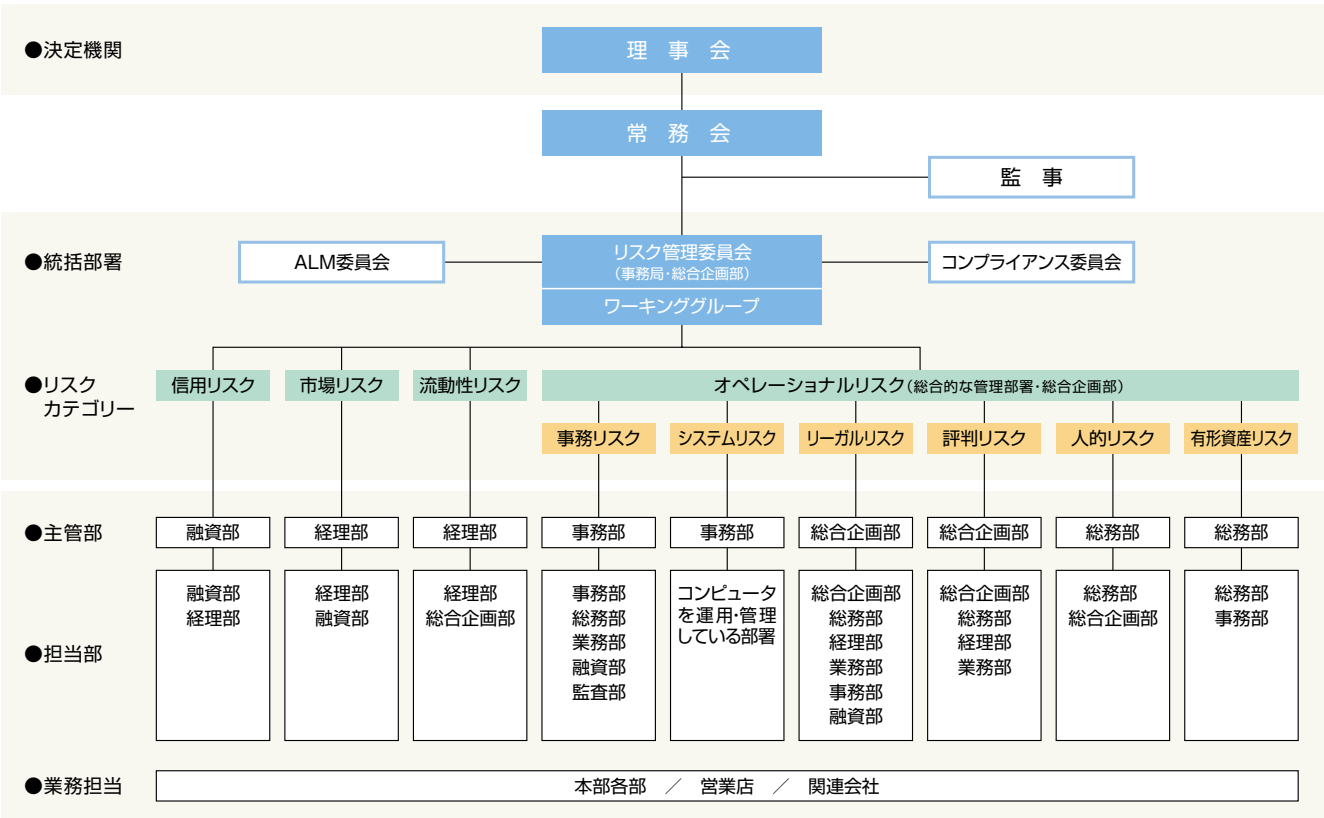 ●決定機関
理 事 会
常 務 会
監 事
●統括部署
ALM委員会
リスク管理委員会
(事務局・総合企画部)
コンプライアンス委員会
ワーキンググループ
●リスク
カテゴリー
信用リスク
市場リスク
流動性リスク
オペレーショナルリスク(総合的な管理部署・総合企画部)
事務リスク
システムリスク
リーガルリスク
評判リスク
人的リスク
有形資産リスク
●主管部
融資部
経理部
経理部
事務部
事務部
総合企画部
総合企画部
総務部
総務部
●担当部
融資部
経理部
経理部
融資部
経理部
総合企画部
事務部
総務部
業務部
融資部
監査部
コンピュータ
を運用・管理
している部署
総合企画部
総務部
経理部
業務部
事務部
融資部
総合企画部
総務部
経理部
業務部
総務部
総合企画部
総務部
事務部
●業務担当
本部各部 ／ 営業店 ／ 関連会社